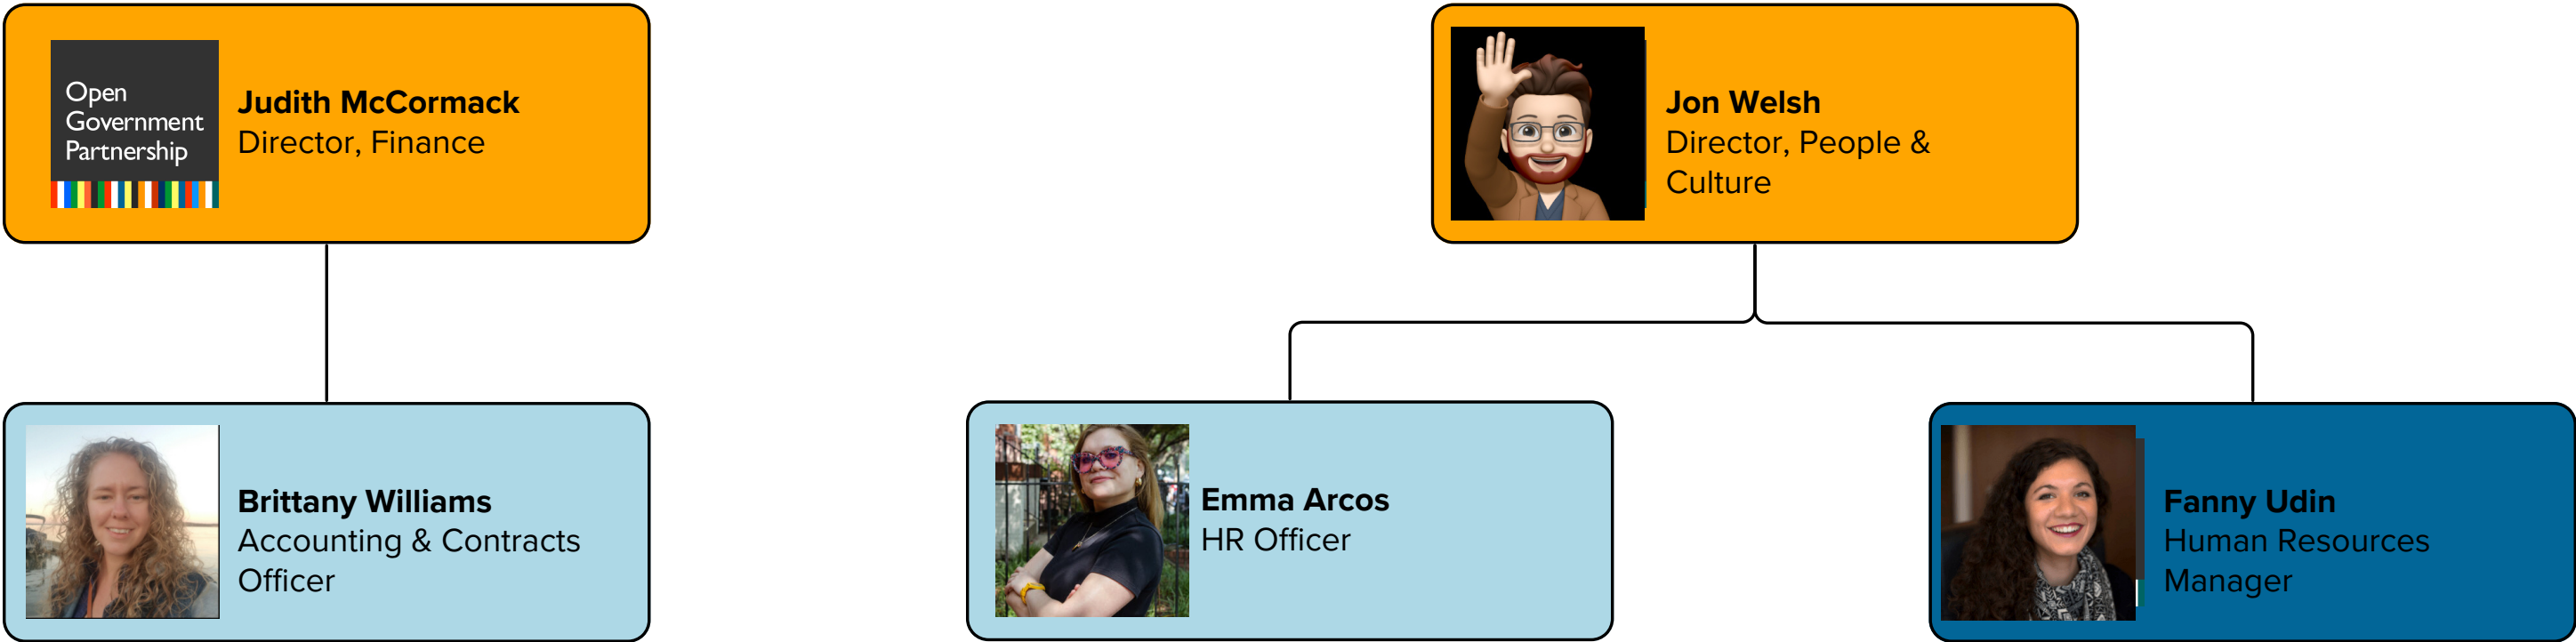 Open
Government
Partnership
Judith McCormack
Director, Finance
Jon Welsh
Director, People &
Culture
Brittany Williams
Accounting & Contracts
Officer
Emma Arcos
HR Officer
Fanny Udin
Human Resources
Manager